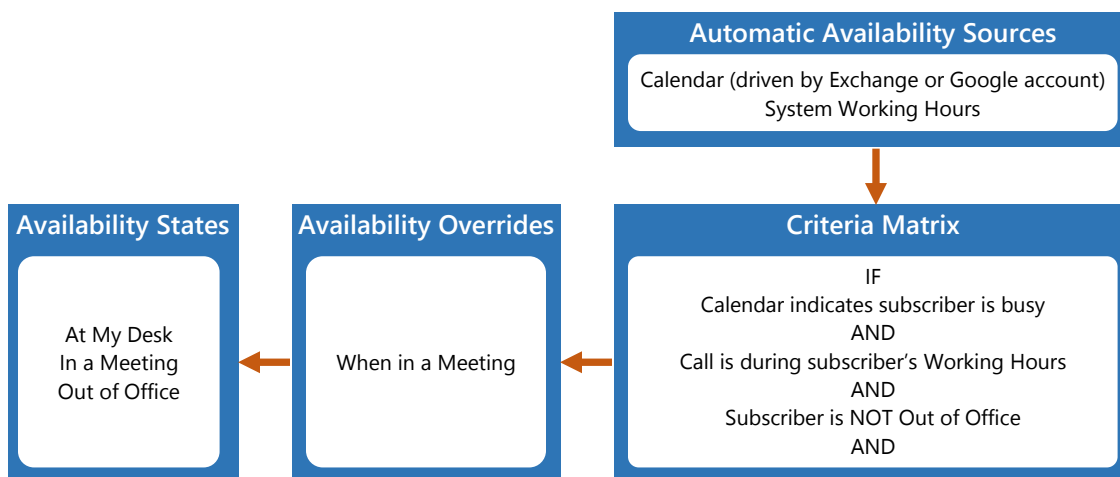 Automatic Availability Sources
Calendar (driven by Exchange or Google account)
System Working Hours
Availability States
At My Desk
In a Meeting
Out of Office
Availability Overrides
When in a Meeting
Criteria Matrix
IF
Calendar indicates subscriber is busy
AND
Call is during subscriber’s Working Hours
AND
Subscriber is NOT Out of Office
AND